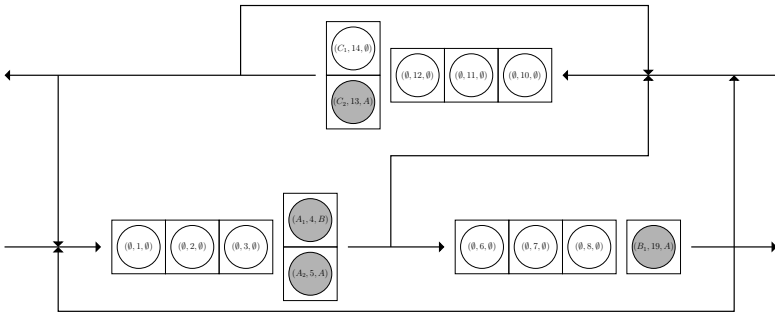 (C₁, 14, ∅)
(∅, 12, ∅) (∅, 11, ∅) (∅, 10, ∅)
(C₂, 13, A)
(A₁, 4, B)
(∅, 1, ∅) (∅, 2, ∅) (∅, 3, ∅) (∅, 6, ∅) (∅, 7, ∅) (∅, 8, ∅) (B₁, 19, A)
(A₂, 5, A)